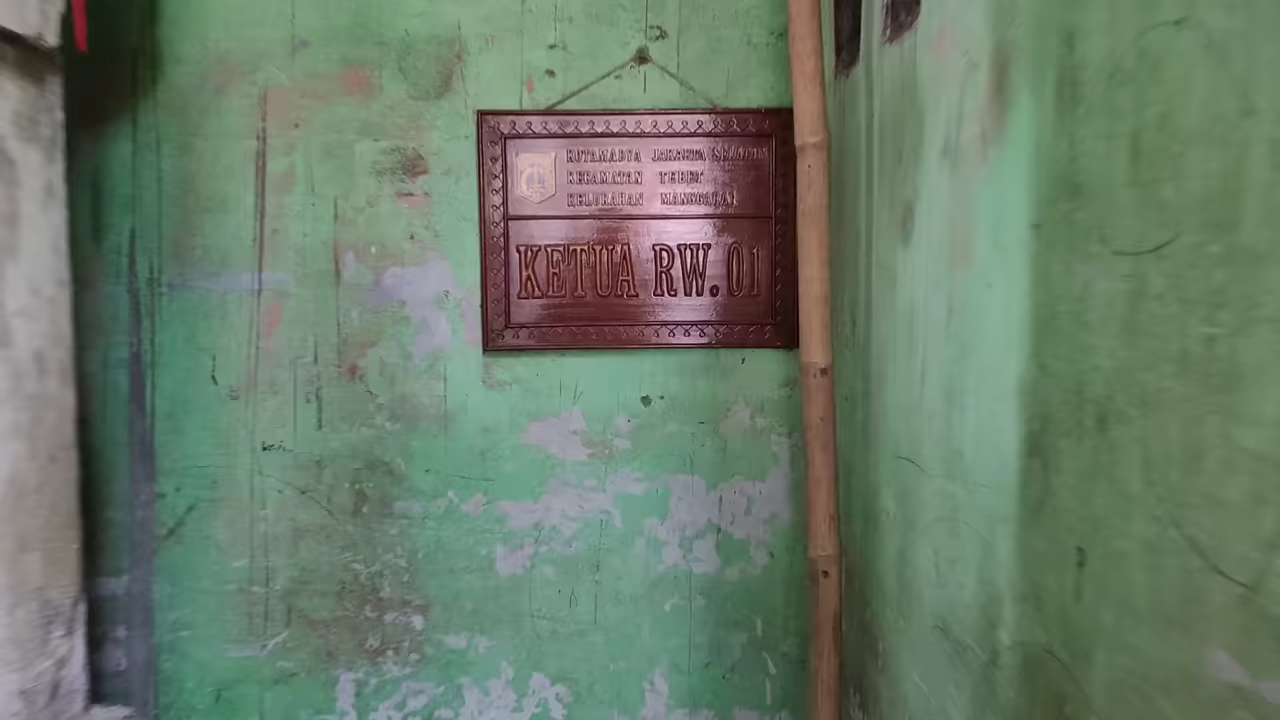 KOTAMADYA JAKARTA SELATAN
KECAMATAN TEBET
KELURAHAN MANGGARAI
KETUA RW. 01